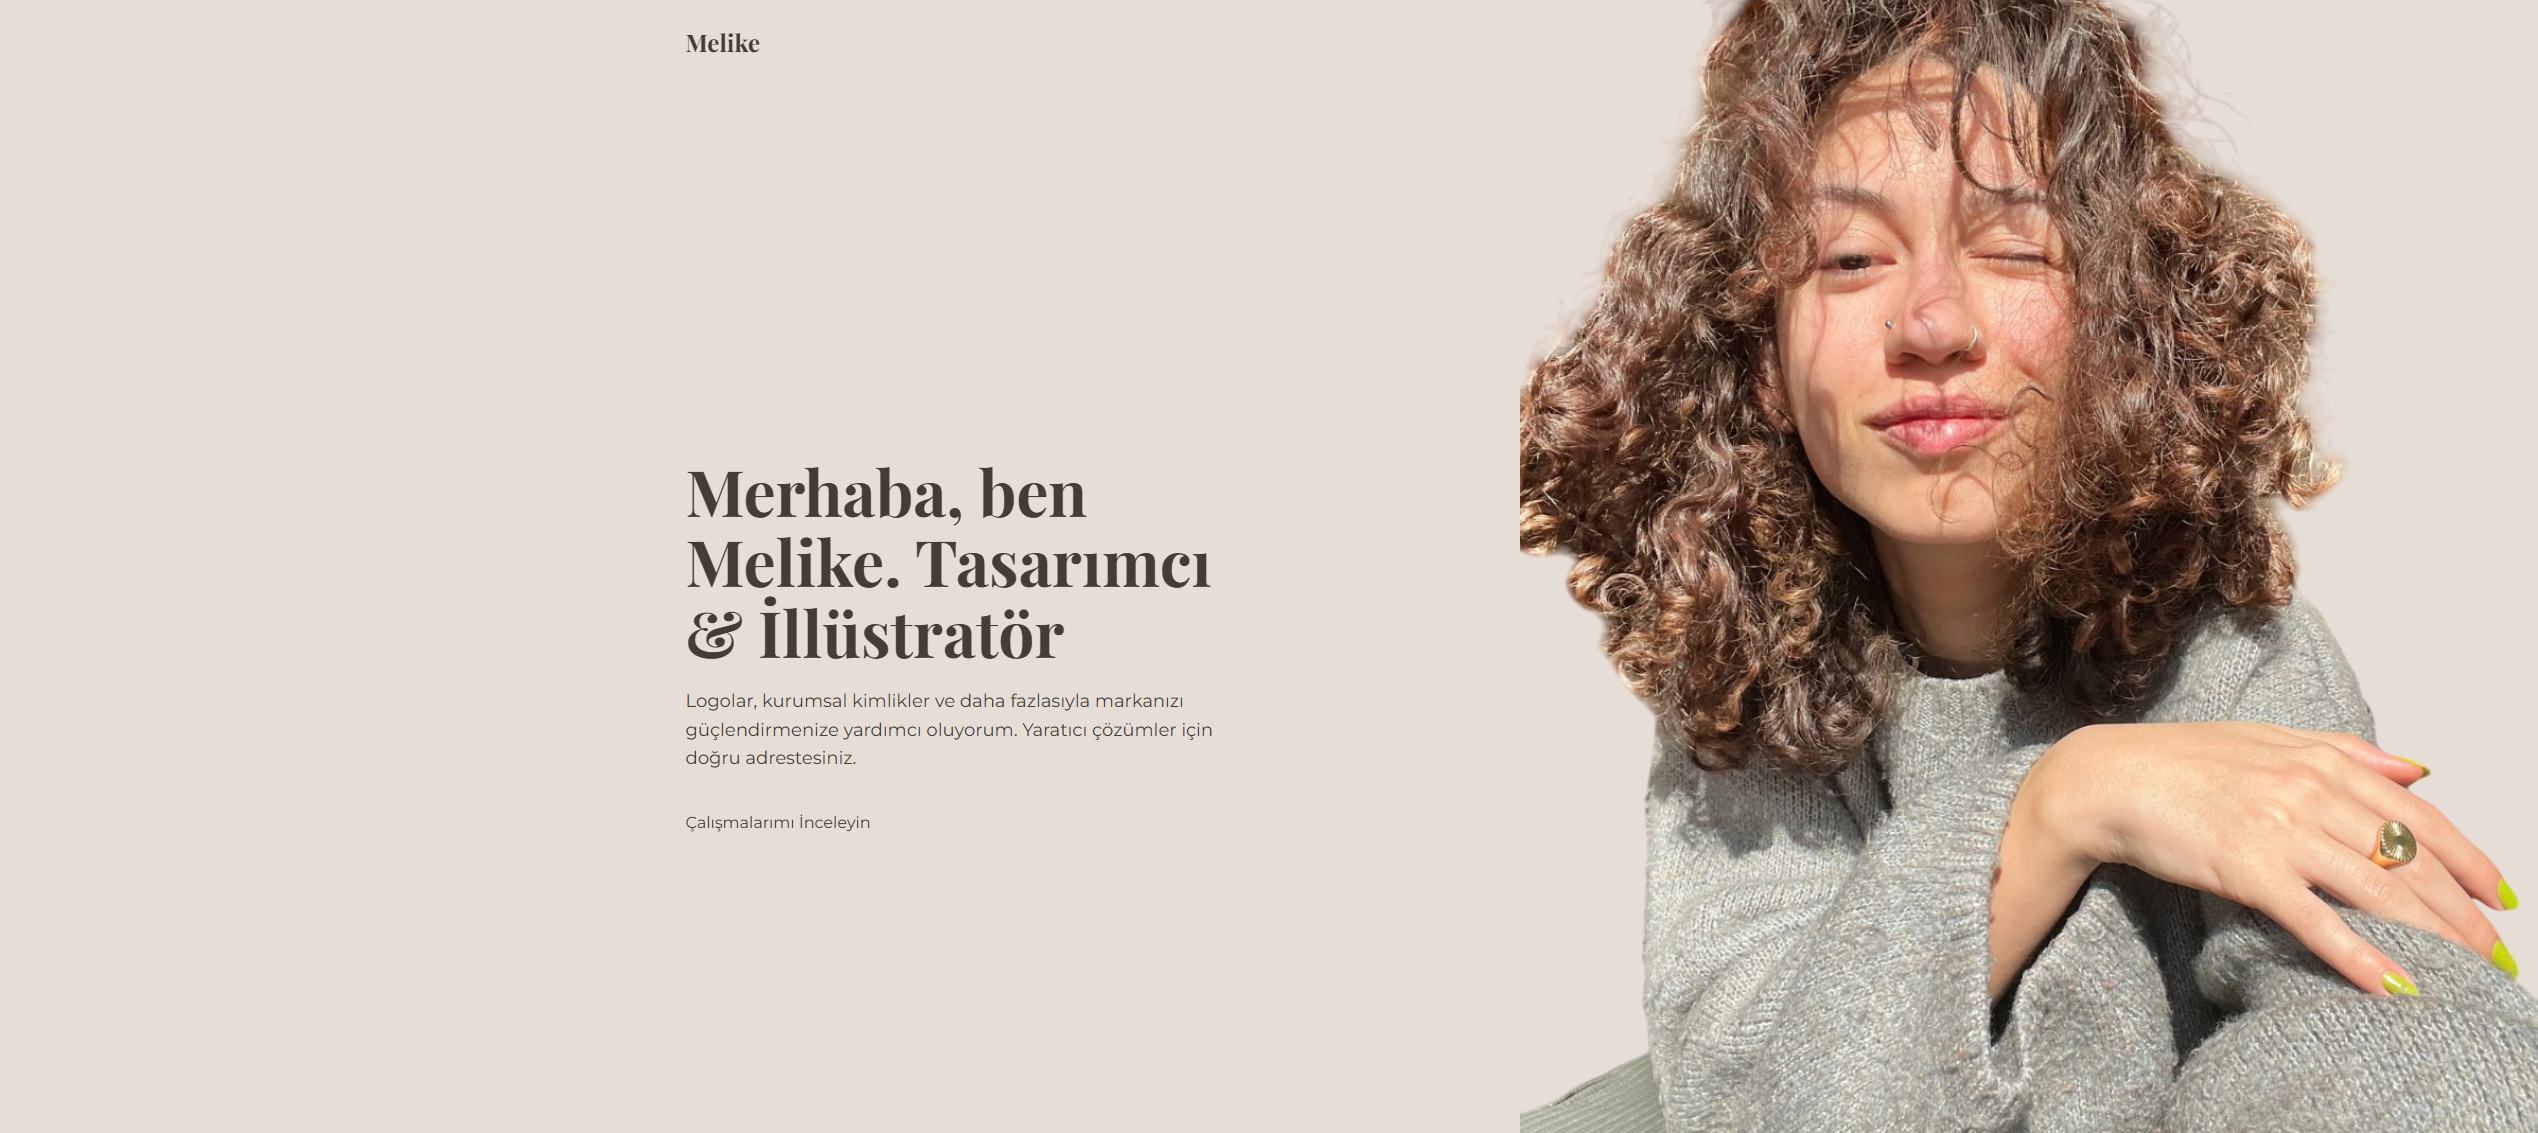 Melike
Merhaba, ben
Melike. Tasarımcı
& İllüstratör
Logolar, kurumsal kimlikler ve daha fazlasıyla markanızı
güçlendirmenize yardımcı oluyorum. Yaratıcı çözümler için
doğru adrestesiniz.
Çalışmalarımı İnceleyin